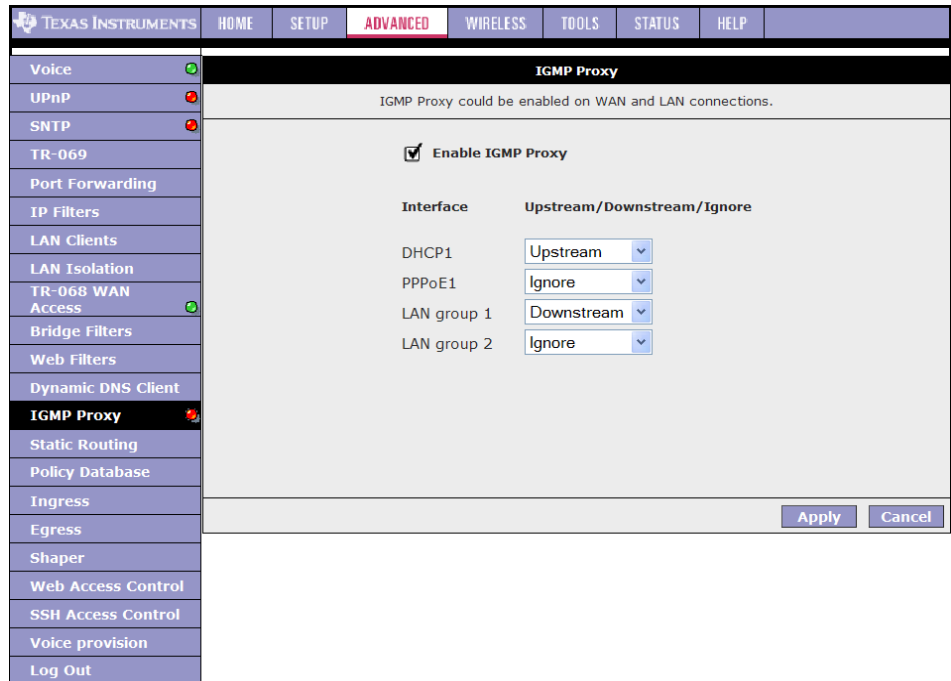 TEXAS INSTRUMENTS HOME SETUP ADVANCED WIRELESS TOOLS STATUS HELP
Voice
UPnP
SNTP
TR-069
Port Forwarding
IP Filters
LAN Clients
LAN Isolation
TR-068 WAN
Access
Bridge Filters
Web Filters
Dynamic DNS Client
IGMP Proxy
Static Routing
Policy Database
Ingress
Egress
Shaper
Web Access Control
SSH Access Control
Voice provision
Log Out
IGMP Proxy
IGMP Proxy could be enabled on WAN and LAN connections.
Enable IGMP Proxy
Interface Upstream/Downstream/Ignore
DHCP1 Upstream
PPPoE1 Ignore
LAN group 1 Downstream
LAN group 2 Ignore
Apply Cancel